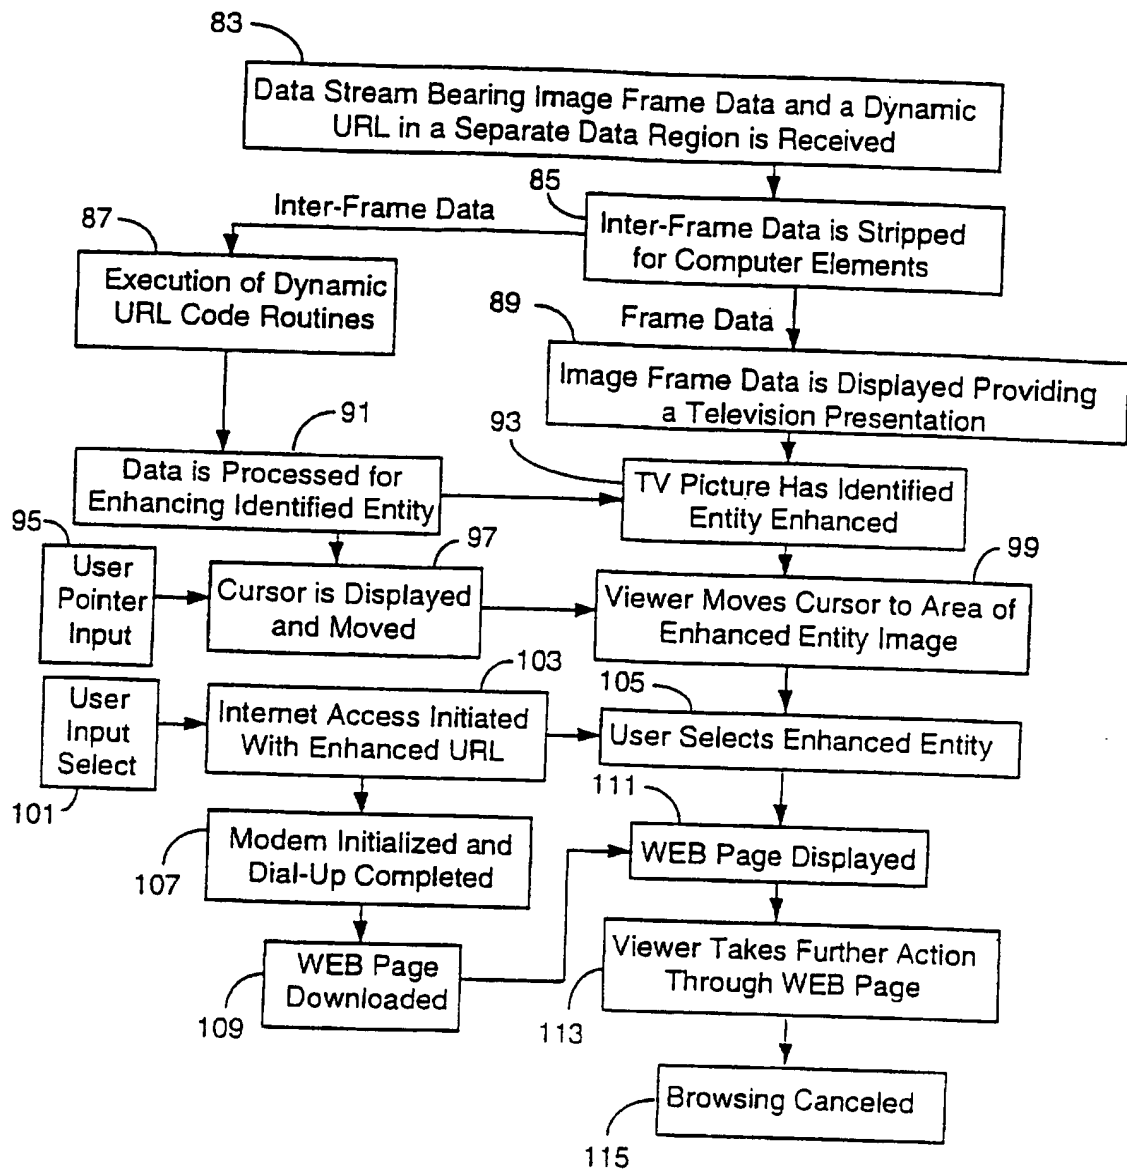 83
Data Stream Bearing Image Frame Data and a Dynamic
URL in a Separate Data Region is Received
85
Inter-Frame Data
87
Inter-Frame Data is Stripped
for Computer Elements
Execution of Dynamic
URL Code Routines
89
Frame Data
Image Frame Data is Displayed Providing
a Television Presentation
91
93
Data is Processed for
Enhancing Identified Entity
TV Picture Has Identified
Entity Enhanced
95
97
99
User
Pointer
Input
Cursor is Displayed
and Moved
Viewer Moves Cursor to Area of
Enhanced Entity Image
103
105
User
Input
Select
101
Internet Access Initiated
With Enhanced URL
User Selects Enhanced Entity
111
Modem Initialized and
Dial-Up Completed
107
WEB Page Displayed
WEB Page
Downloaded
109
Viewer Takes Further Action
Through WEB Page
113
Browsing Canceled
115